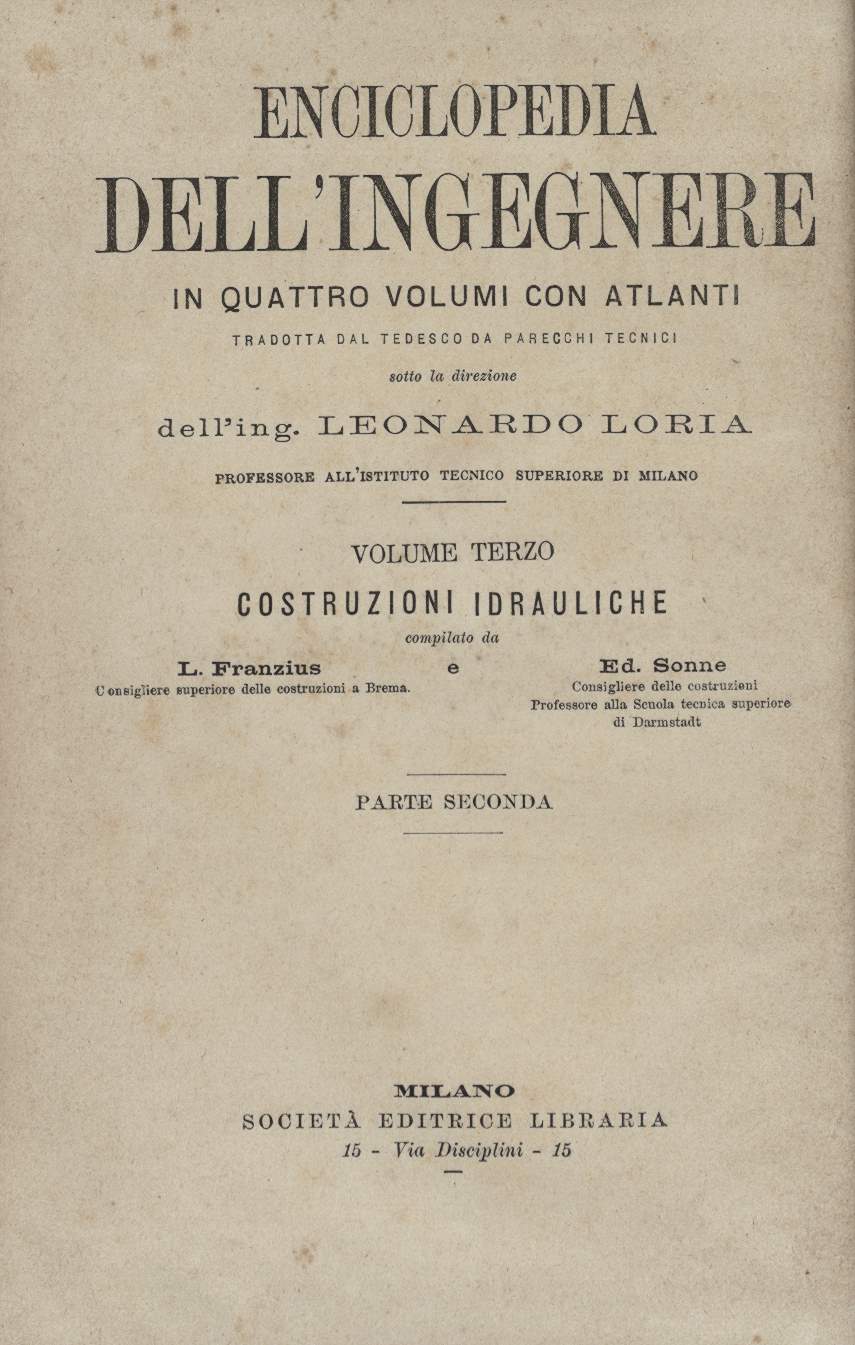 ENCICLOPEDIA
DELL'INGEGNERE
IN QUATTRO VOLUMI CON ATLANTI
TRADOTTA DAL TEDESCO DA PARECCHI TECNICI
sotto la direzione
dell'ing. LEONARDO LORIA
PROFESSORE ALL'ISTITUTO TECNICO SUPERIORE DI MILANO
VOLUME TERZO
COSTRUZIONI IDRAULICHE
compilato da
L. Franzius e Ed. Sonne
Consigliere superiore delle costruzioni a Brema.
Consigliere delle costruzioni
Professore alla Scuola tecnica superiore
di Darmstadt
PARTE SECONDA
MILANO
SOCIETÀ EDITRICE LIBRARIA
15 - Via Disciplini - 15